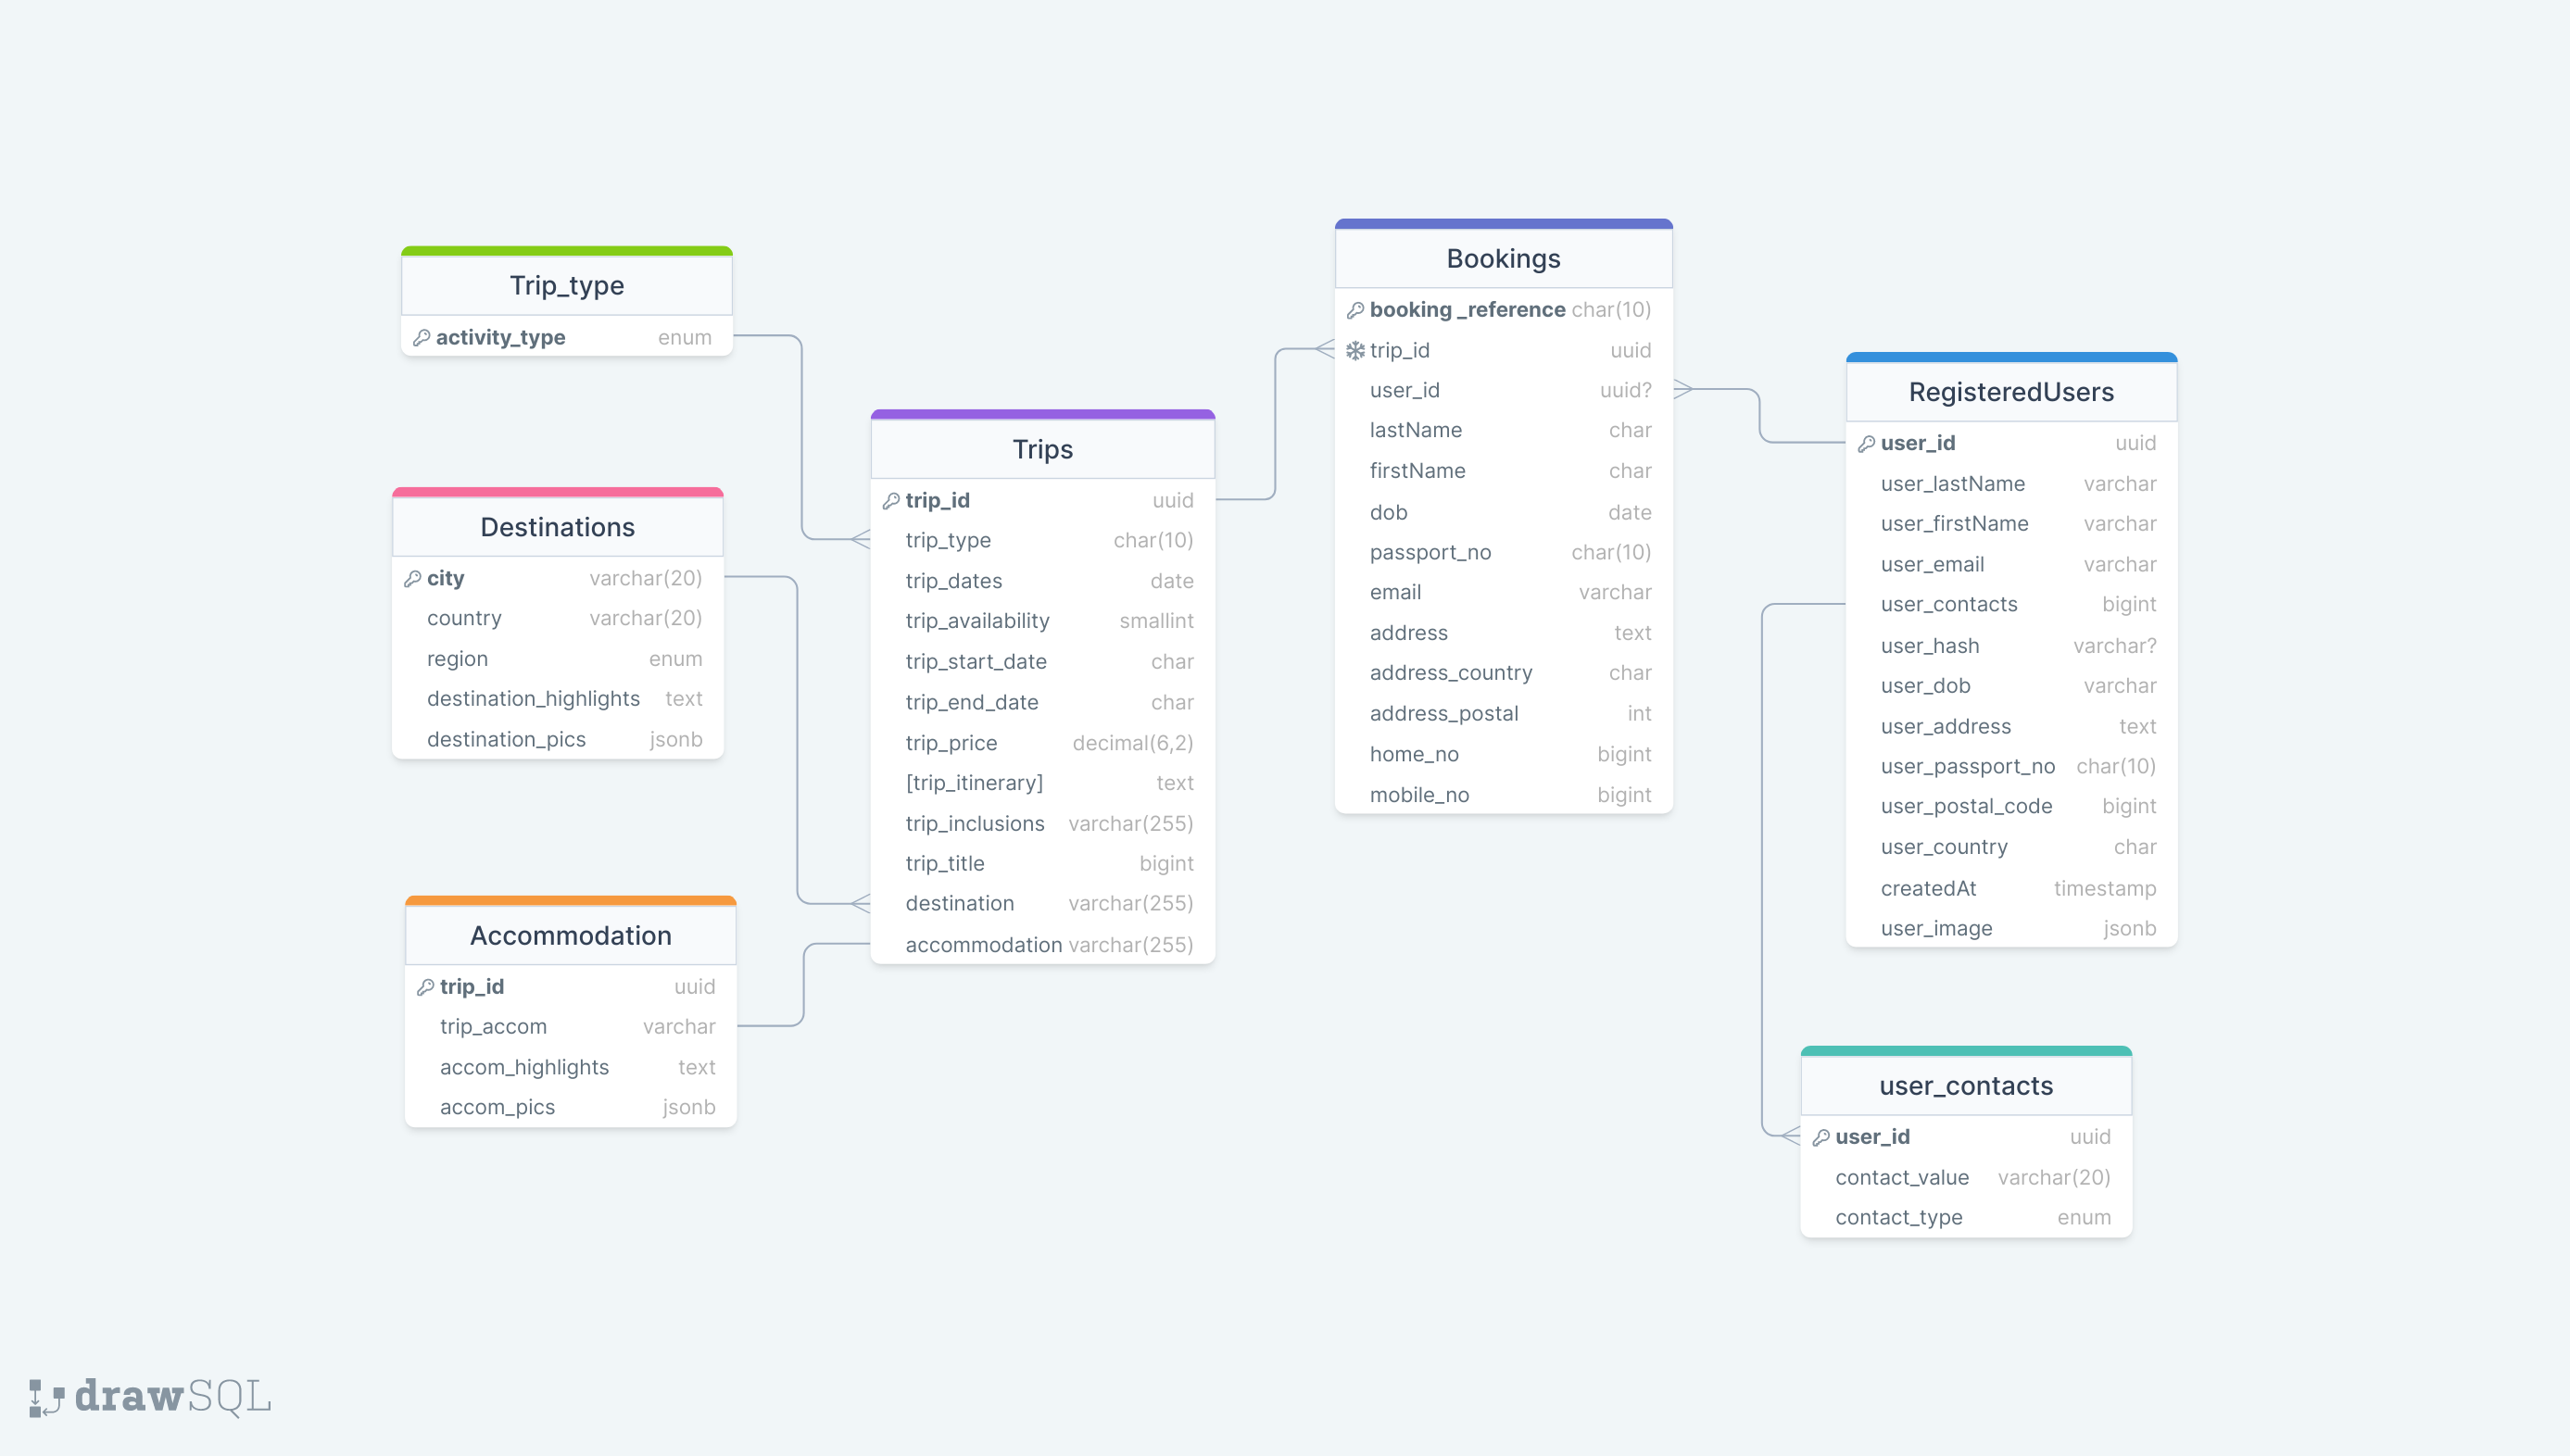 Trip_type
activity_type enum
Destinations
city varchar(20)
country varchar(20)
region enum
destination_highlights text
destination_pics jsonb
Accommodation
trip_id uuid
trip_accom varchar
accom_highlights text
accom_pics jsonb
Trips
trip_id uuid
trip_type char(10)
trip_dates date
trip_availability smallint
trip_start_date char
trip_end_date char
trip_price decimal(6,2)
[trip_itinerary] text
trip_inclusions varchar(255)
trip_title bigint
destination varchar(255)
accommodation varchar(255)
Bookings
booking _reference char(10)
trip_id uuid
user_id uuid?
lastName char
firstName char
dob date
passport_no char(10)
email varchar
address text
address_country char
address_postal int
home_no bigint
mobile_no bigint
RegisteredUsers
user_id uuid
user_lastName varchar
user_firstName varchar
user_email varchar
user_contacts bigint
user_hash varchar?
user_dob varchar
user_address text
user_passport_no char(10)
user_postal_code bigint
user_country char
createdAt timestamp
user_image jsonb
user_contacts
user_id uuid
contact_value varchar(20)
contact_type enum
drawSQL